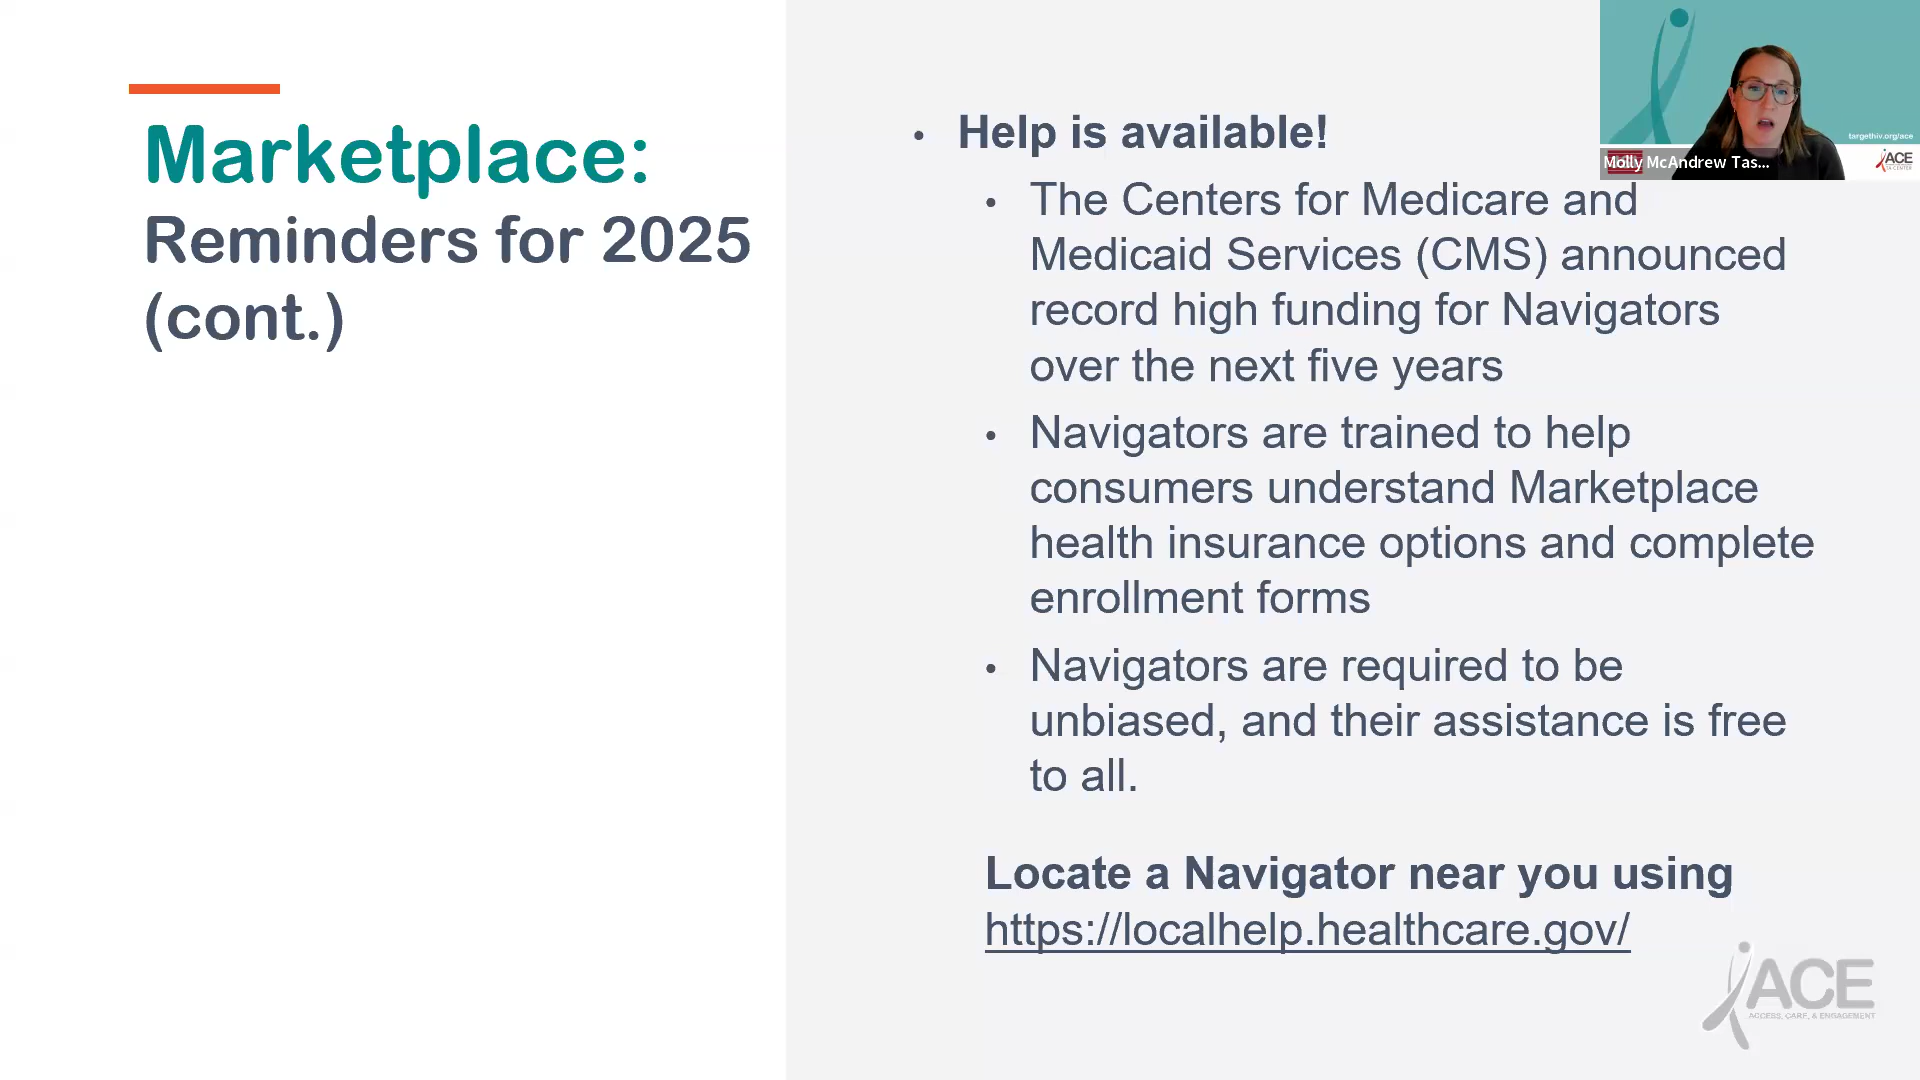 Marketplace:
Reminders for 2025
(cont.)
• Help is available!
• The Centers for Medicare and
Medicaid Services (CMS) announced
record high funding for Navigators
over the next five years
• Navigators are trained to help
consumers understand Marketplace
health insurance options and complete
enrollment forms
• Navigators are required to be
unbiased, and their assistance is free
to all.
Locate a Navigator near you using
https://localhelp.healthcare.gov/
targethiv.org/ace
Molly McAndrew Tas...
ACE
TA CENTER
ACE
ACCESS, CARE, & ENGAGEMENT